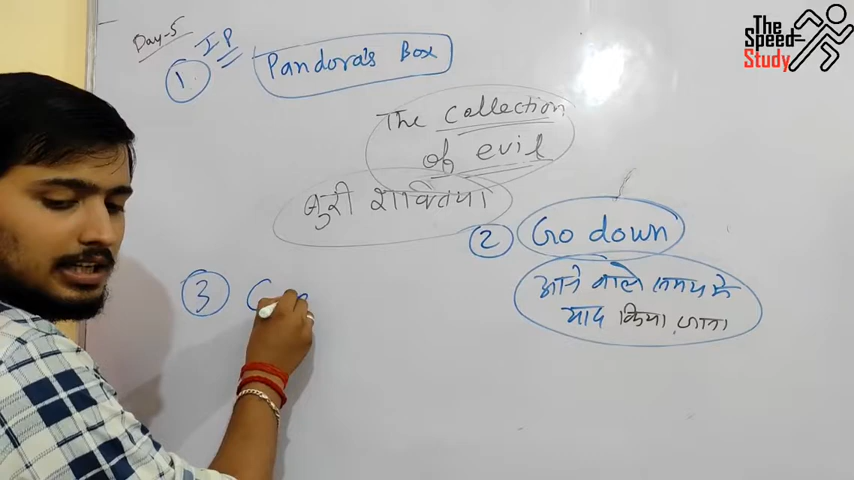 Day-5
1 IP Pandora's Box
The collection
of evil
बुरी शक्तिया
2 Go down
आने वाले समय मे
याद किया जाना
3 C
The
Speed
Study